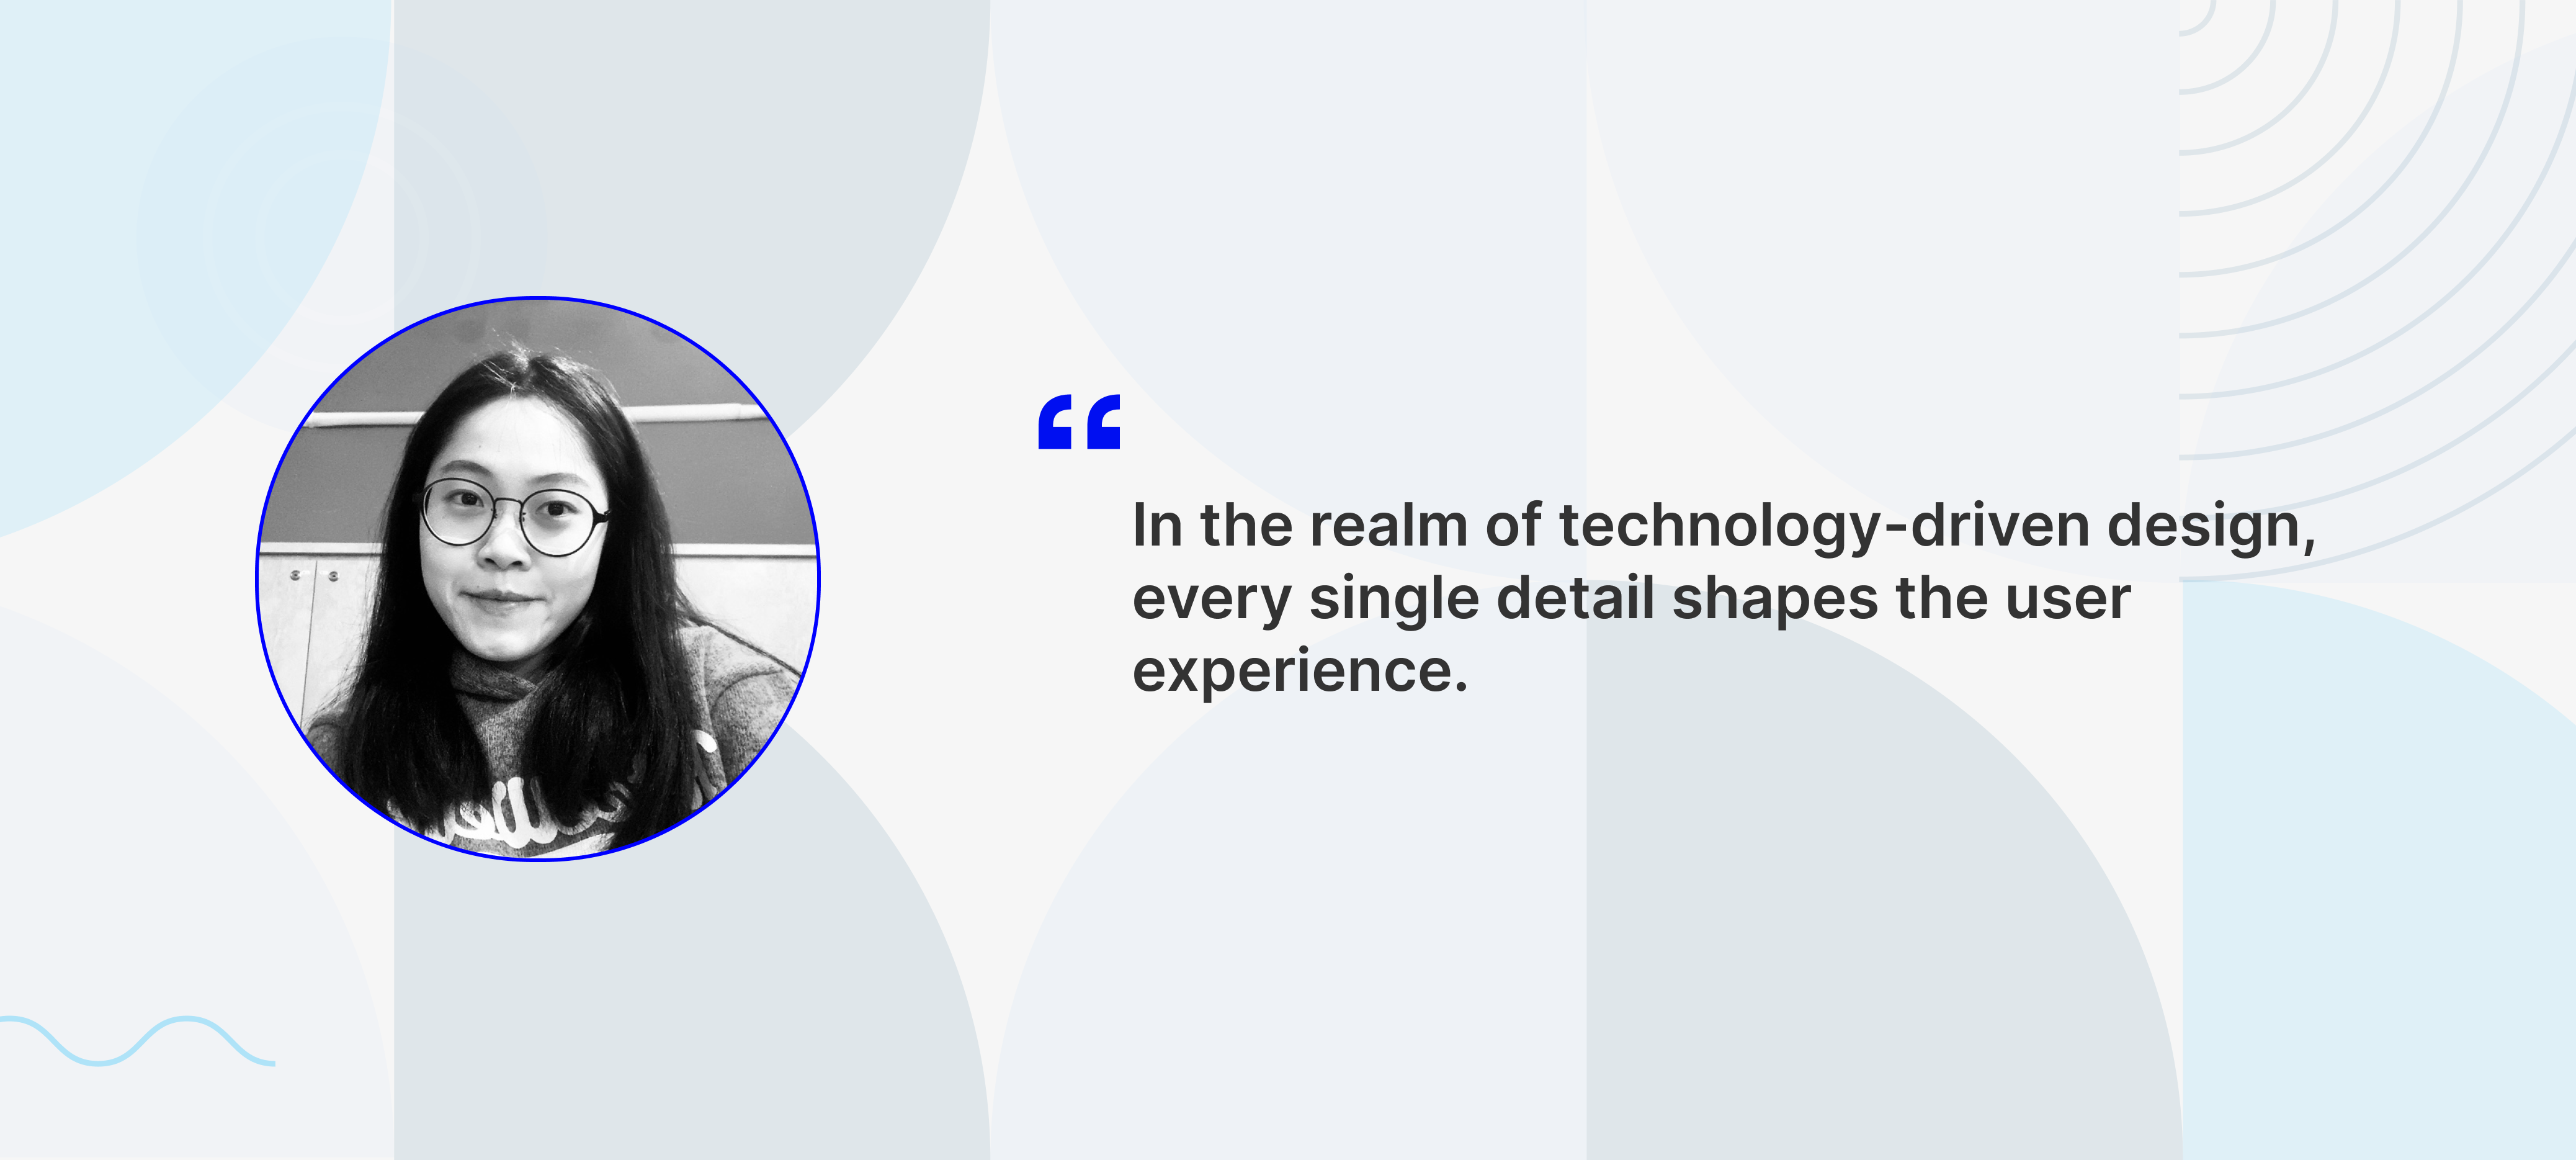 “
In the realm of technology-driven design,
every single detail shapes the user
experience.